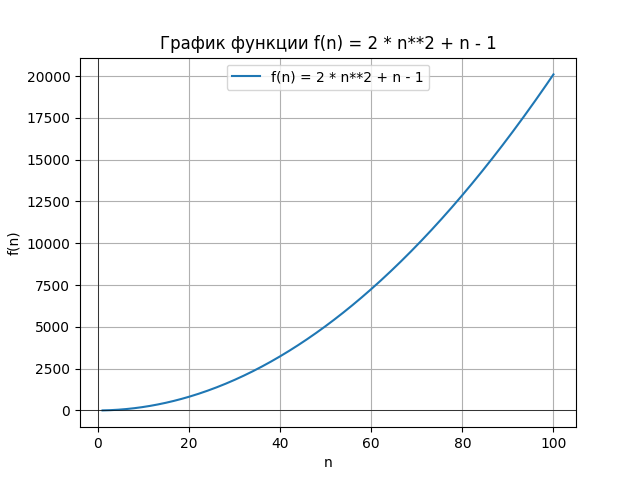 График функции f(n) = 2 * n**2 + n - 1
f(n) = 2 * n**2 + n - 1
20000
17500
15000
12500
10000
7500
5000
2500
0
f(n)
0 20 40 60 80 100
n